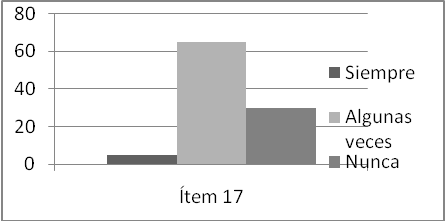 80
60
40
20
0
Siempre
Algunas
veces
Nunca
Ítem 17